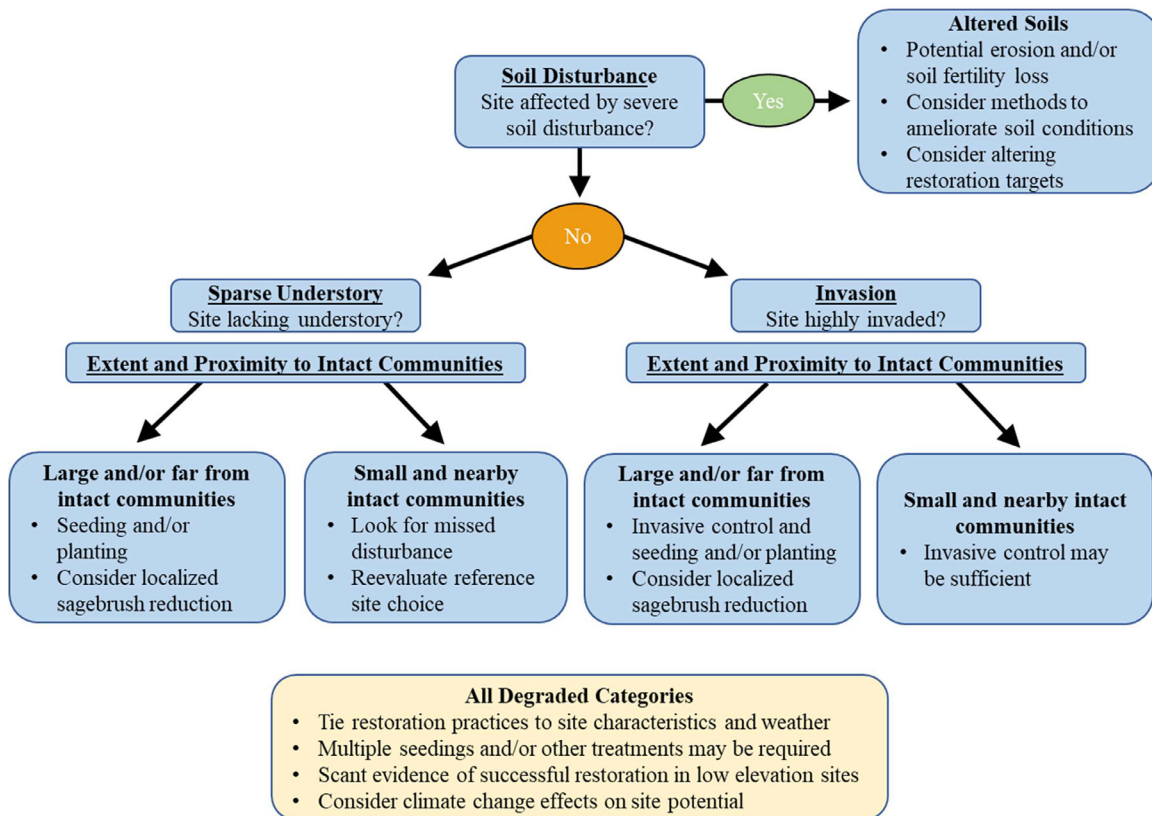 Soil Disturbance
Site affected by severe
soil disturbance?
Yes
Altered Soils
• Potential erosion and/or
soil fertility loss
• Consider methods to
ameliorate soil conditions
• Consider altering
restoration targets
No
Sparse Understory
Site lacking understory?
Invasion
Site highly invaded?
Extent and Proximity to Intact Communities
Extent and Proximity to Intact Communities
Large and/or far from
intact communities
• Seeding and/or
planting
• Consider localized
sagebrush reduction
Small and nearby
intact communities
• Look for missed
disturbance
• Reevaluate reference
site choice
Large and/or far from
intact communities
• Invasive control and
seeding and/or planting
• Consider localized
sagebrush reduction
Small and nearby intact
communities
• Invasive control may
be sufficient
All Degraded Categories
• Tie restoration practices to site characteristics and weather
• Multiple seedings and/or other treatments may be required
• Scant evidence of successful restoration in low elevation sites
• Consider climate change effects on site potential